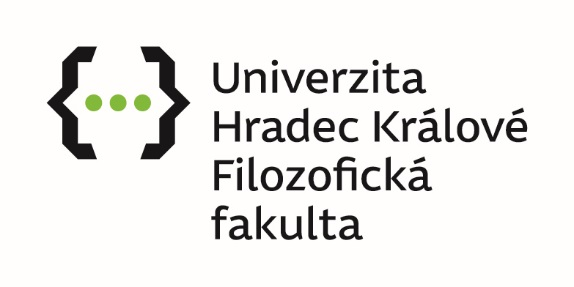 Univerzita
Hradec Králové
Filozofická
fakulta